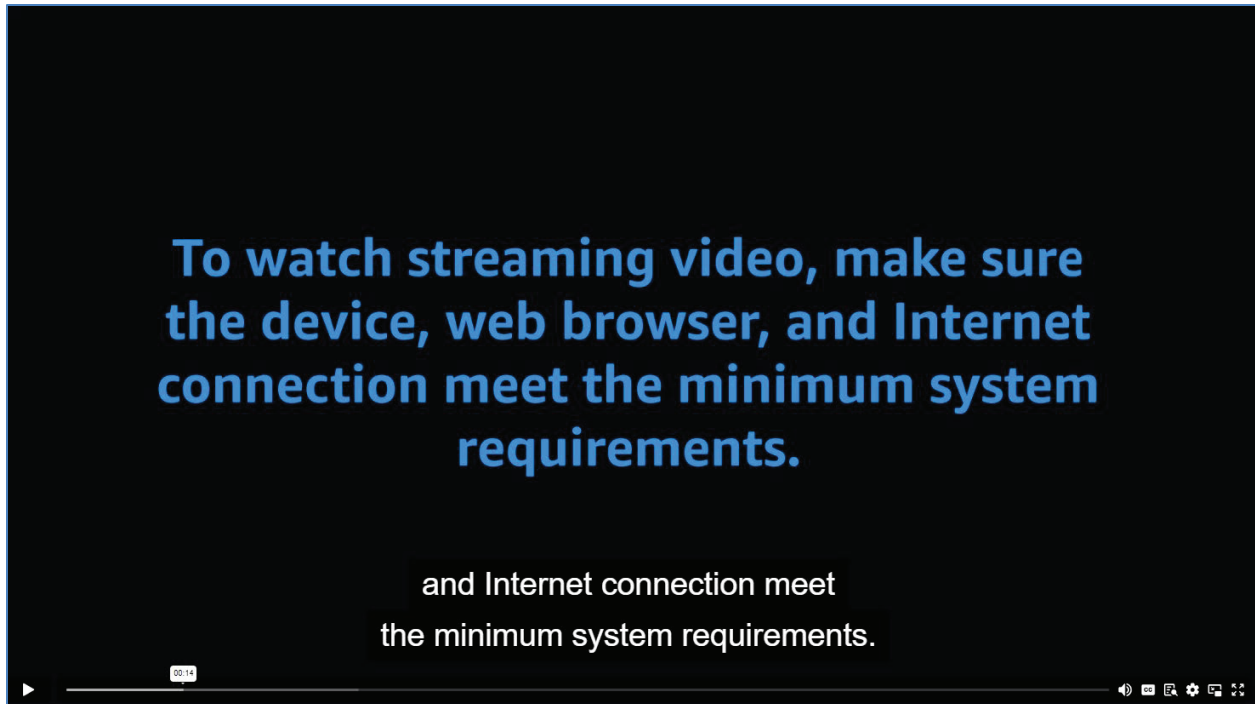 To watch streaming video, make sure
the device, web browser, and Internet
connection meet the minimum system
requirements.
and Internet connection meet
the minimum system requirements.
00:14
CC